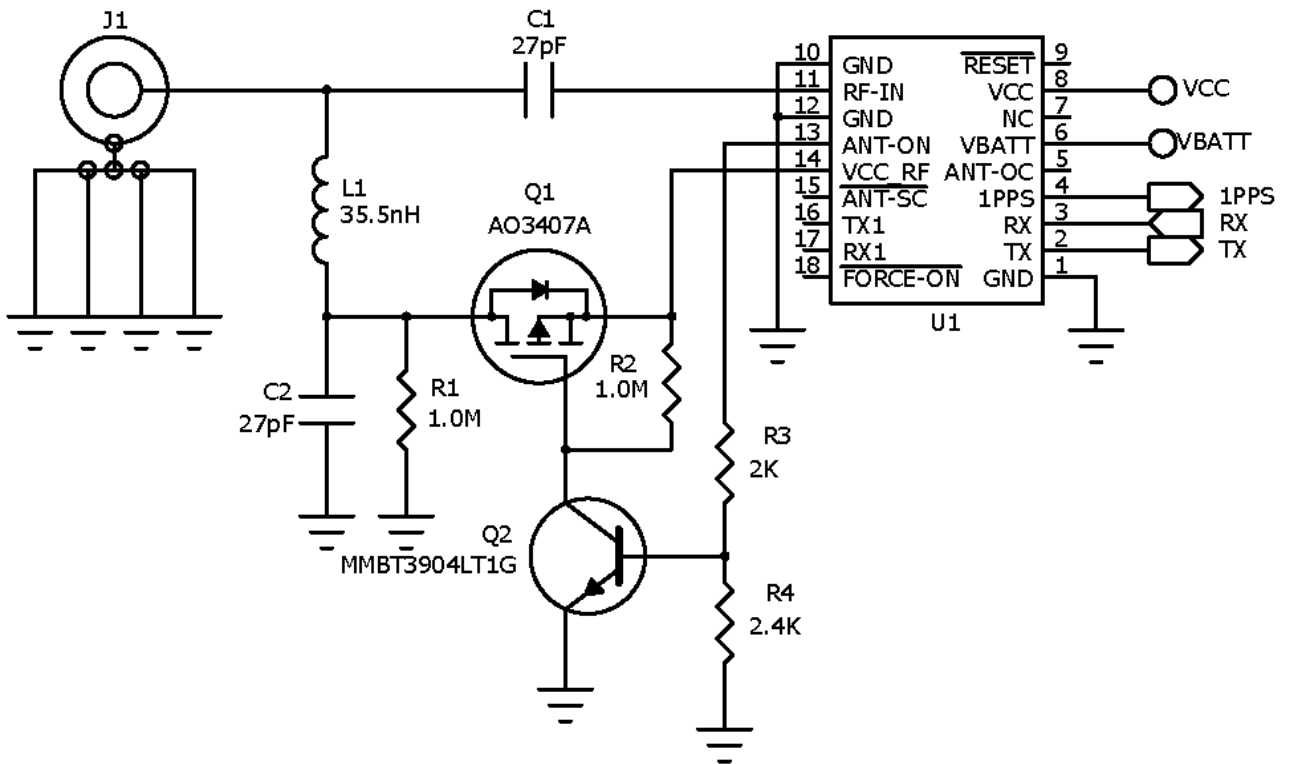 J1
C1
27pF
10 GND RESET 9
11 RF-IN VCC 8 VCC
12 GND NC 7
13 ANT-ON VBATT 6 VBATT
14 VCC_RF ANT-OC 5
15 ANT-SC 1PPS 4 1PPS
16 TX1 RX 3 RX
17 RX1 TX 2 TX
18 FORCE-ON GND 1
U1
L1
35.5nH
Q1
AO3407A
C2
27pF
R1
1.0M
R2
1.0M
R3
2K
Q2
MMBT3904LT1G
R4
2.4K